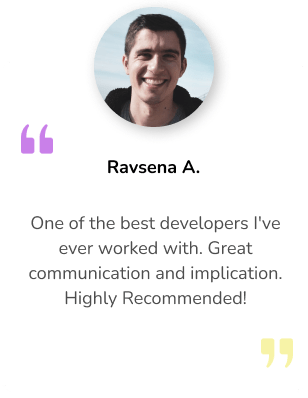 Ravsena A.
One of the best developers I've
ever worked with. Great
communication and implication.
Highly Recommended!